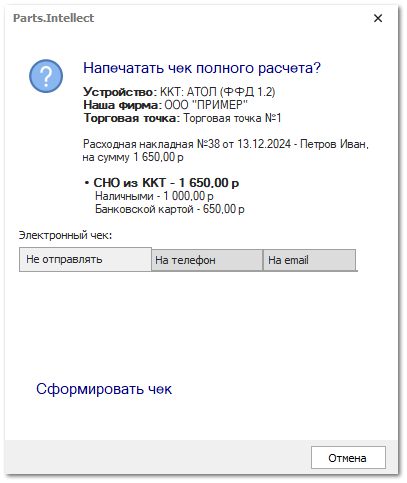 Parts.Intellect
Напечатать чек полного расчета?
Устройство: ККТ: АТОЛ (ФФД 1.2)
Наша фирма: ООО "ПРИМЕР"
Торговая точка: Торговая точка №1
Расходная накладная №38 от 13.12.2024 - Петров Иван,
на сумму 1 650,00 р
• СНО из ККТ - 1 650,00 р
Наличными - 1 000,00 р
Банковской картой - 650,00 р
Электронный чек:
Не отправлять На телефон На email
Сформировать чек
Отмена